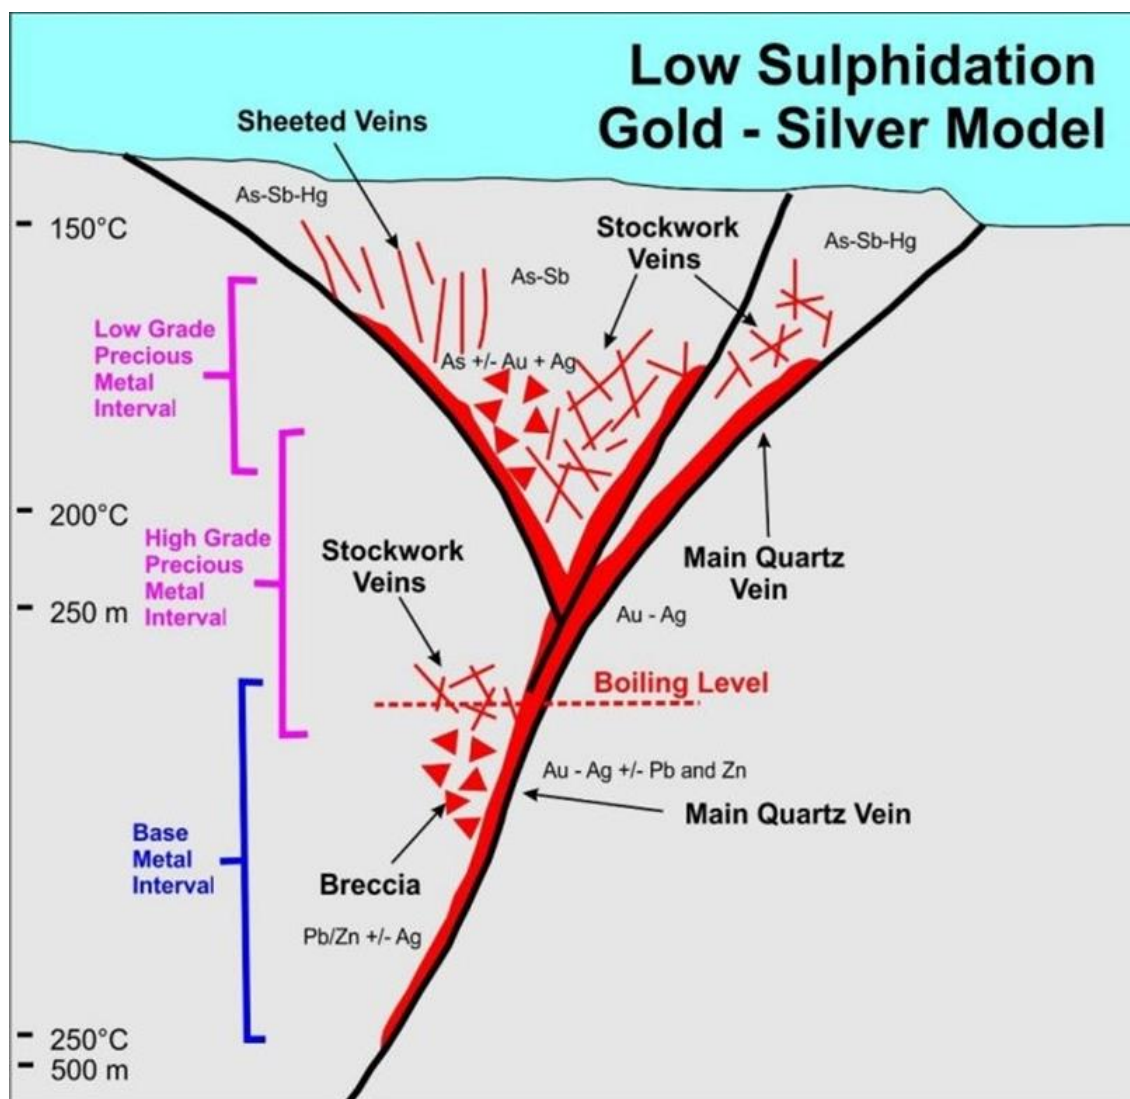 Low Sulphidation
Gold - Silver Model
Sheeted Veins
As-Sb-Hg
150°C
Stockwork
Veins
As-Sb-Hg
As-Sb
Low Grade
Precious
Metal
Interval
As +/- Au + Ag
200°C
High Grade
Precious
Metal
Interval
Stockwork
Veins
Main Quartz
Vein
250 m
Au - Ag
Boiling Level
Au - Ag +/- Pb and Zn
Main Quartz Vein
Base
Metal
Interval
Breccia
Pb/Zn +/- Ag
250°C
500 m